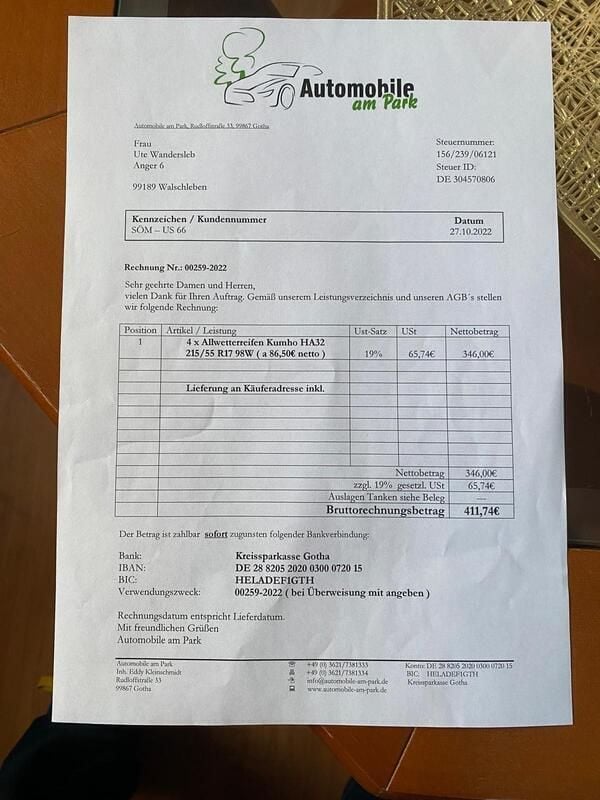 Automobile
am Park
Automobile am Park, Rudloffstraße 33, 99867 Gotha
Frau
Ute Wandersleb
Anger 6
99189 Walschleben
Steuernummer:
156/239/06121
Steuer ID:
DE 304570806
Kennzeichen / Kundennummer Datum
SÖM – US 66 27.10.2022
Rechnung Nr.: 00259-2022
Sehr geehrte Damen und Herren,
vielen Dank für Ihren Auftrag. Gemäß unserem Leistungsverzeichnis und unseren AGB´s stellen
wir folgende Rechnung:
Position Artikel / Leistung Ust-Satz USt Nettobetrag
1 4 x Allwetterreifen Kumho HA32
215/55 R17 98W ( a 86,50€ netto ) 19% 65,74€ 346,00€
Lieferung an Käuferadresse inkl.
Nettobetrag 346,00€
zzgl. 19% gesetzl. USt 65,74€
Auslagen Tanken siehe Beleg ---
Bruttorechnungsbetrag 411,74€
Der Betrag ist zahlbar sofort zugunsten folgender Bankverbindung:
Bank: Kreissparkasse Gotha
IBAN: DE 28 8205 2020 0300 0720 15
BIC: HELADEF1GTH
Verwendungszweck: 00259-2022 ( bei Überweisung mit angeben )
Rechnungsdatum entspricht Lieferdatum.
Mit freundlichen Grüßen
Automobile am Park
Automobile am Park
Inh. Eddy Kleinschmidt
Rudloffstraße 33
99867 Gotha
+49 (0) 3621/7381333
+49 (0) 3621/7381334
info@automobile-am-park.de
www.automobile-am-park.de
Konto: DE 28 8205 2020 0300 0720 15
BIC: HELADEF1GTH
Kreissparkasse Gotha